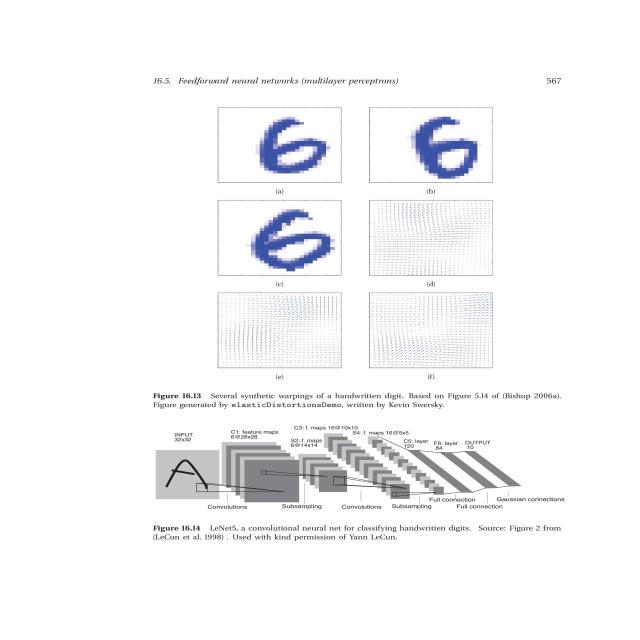 16.5. Feedforward neural networks (multilayer perceptrons) 567
(a) (b)
(c) (d)
(e) (f)
Figure 16.13 Several synthetic warpings of a handwritten digit. Based on Figure 5.14 of (Bishop 2006a).
Figure generated by elasticDistortionsDemo, written by Kevin Swersky.
INPUT
32x32
C1: feature maps
6@28x28
S2: f. maps
6@14x14
C3: f. maps 16@10x10
S4: f. maps 16@5x5
C5: layer
120
F6: layer
84
OUTPUT
10
Convolutions Subsampling Convolutions Subsampling Full connection Full connection Gaussian connections
Figure 16.14 LeNet5, a convolutional neural net for classifying handwritten digits. Source: Figure 2 from
(LeCun et al. 1998) . Used with kind permission of Yann LeCun.